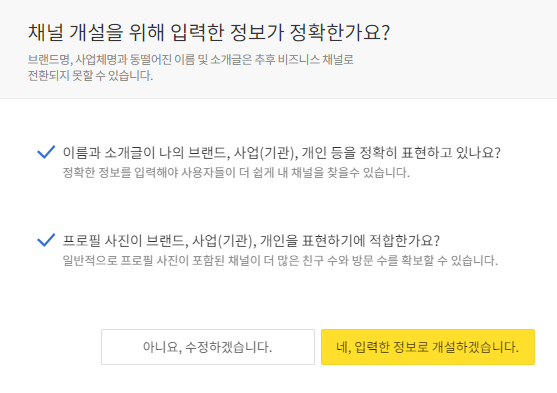 채널 개설을 위해 입력한 정보가 정확한가요?
브랜드명, 사업체명과 동떨어진 이름 및 소개글은 추후 비즈니스 채널로
전환되지 못할 수 있습니다.
이름과 소개글이 나의 브랜드, 사업(기관), 개인 등을 정확히 표현하고 있나요?
정확한 정보를 입력해야 사용자들이 더 쉽게 내 채널을 찾을수 있습니다.
프로필 사진이 브랜드, 사업(기관), 개인을 표현하기에 적합한가요?
일반적으로 프로필 사진이 포함된 채널이 더 많은 친구 수와 방문 수를 확보할 수 있습니다.
아니요, 수정하겠습니다.
네, 입력한 정보로 개설하겠습니다.